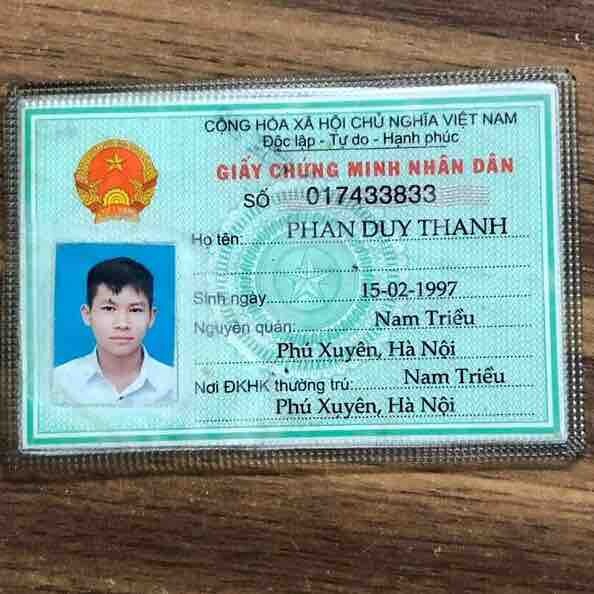 CỘNG HÒA XÃ HỘI CHỦ NGHĨA VIỆT NAM
Độc lập - Tự do - Hạnh phúc
GIẤY CHỨNG MINH NHÂN DÂN
SỐ 017433833
Họ tên: PHAN DUY THANH
Sinh ngày 15-02-1997
Nguyên quán: Nam Triều
Phú Xuyên, Hà Nội
Nơi ĐKHK thường trú: Nam Triều
Phú Xuyên, Hà Nội